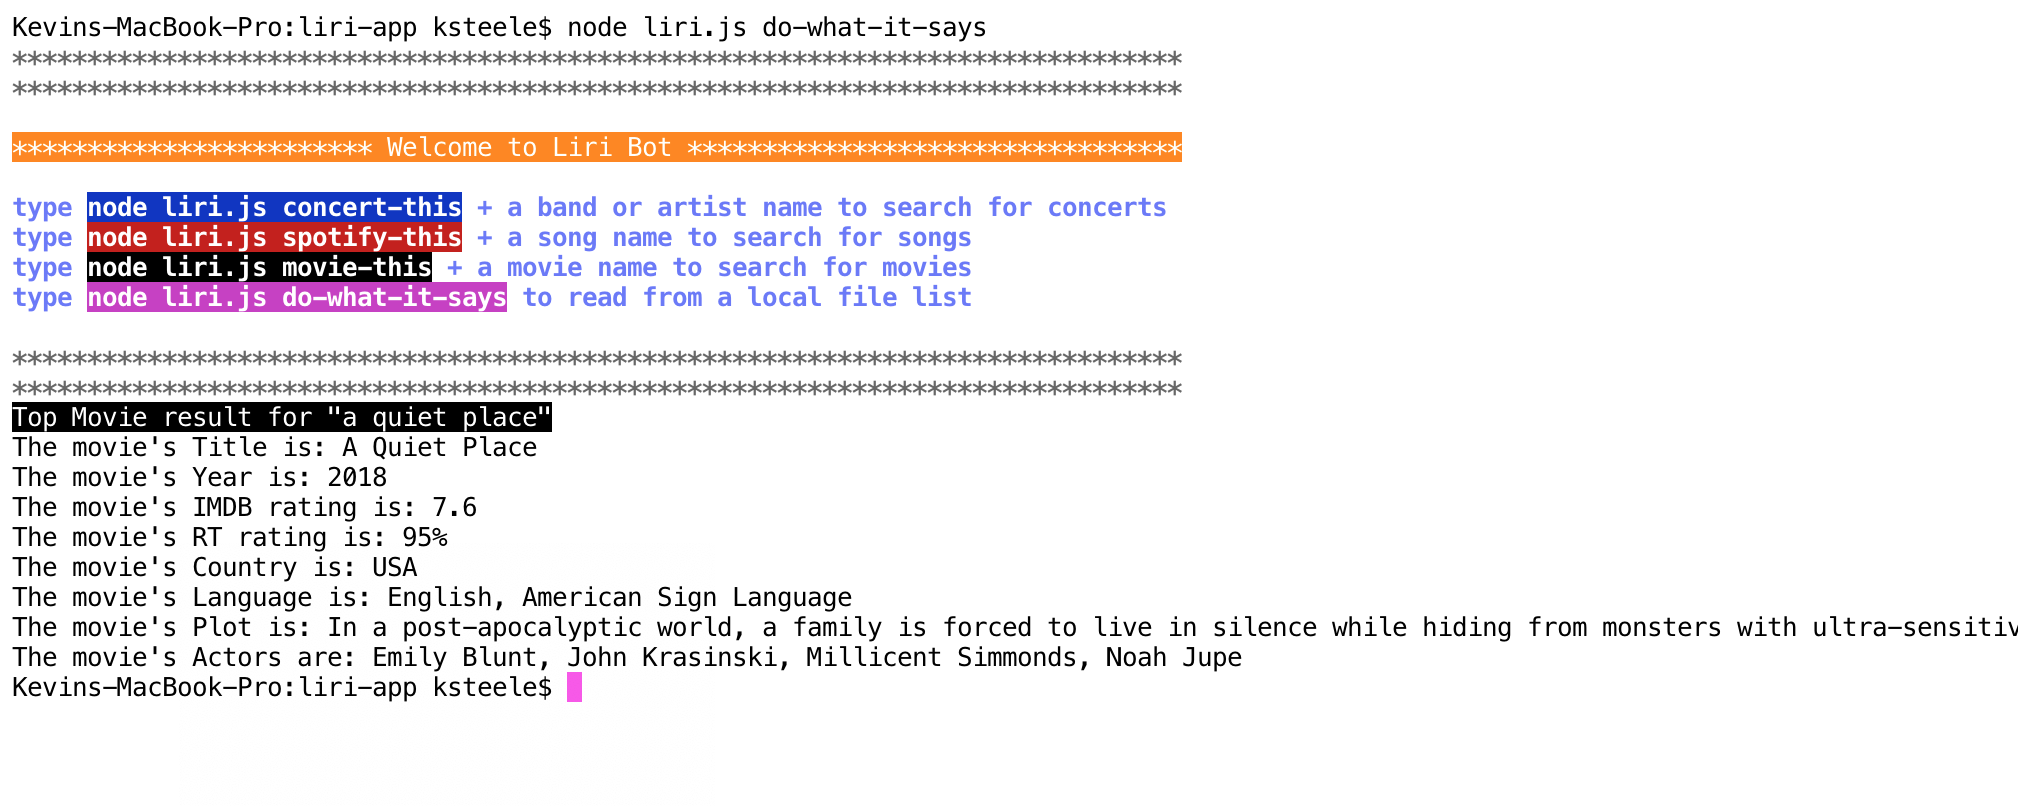 Kevins-MacBook-Pro:liri-app ksteele$ node liri.js do-what-it-says
******************************************************************************
******************************************************************************
************************ Welcome to Liri Bot *********************************
type node liri.js concert-this + a band or artist name to search for concerts
type node liri.js spotify-this + a song name to search for songs
type node liri.js movie-this + a movie name to search for movies
type node liri.js do-what-it-says to read from a local file list
******************************************************************************
******************************************************************************
Top Movie result for "a quiet place"
The movie's Title is: A Quiet Place
The movie's Year is: 2018
The movie's IMDB rating is: 7.6
The movie's RT rating is: 95%
The movie's Country is: USA
The movie's Language is: English, American Sign Language
The movie's Plot is: In a post-apocalyptic world, a family is forced to live in silence while hiding from monsters with ultra-sensitiv
The movie's Actors are: Emily Blunt, John Krasinski, Millicent Simmonds, Noah Jupe
Kevins-MacBook-Pro:liri-app ksteele$